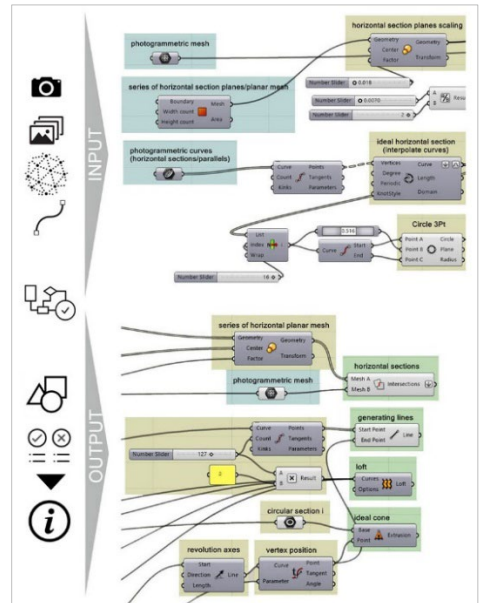 horizontal section planes scaling
photogrammetric mesh
Geometry Geometry
Center
Factor Transform
Number Slider 0.616
series of horizontal section planes/planar mesh
Boundary Mesh
Width count
Height count Area
Number Slider
Number Slider 2
A
B
INPUT
photogrammetric curves
(horizontal sections/parallels)
Curve Points
Count Tangents
Kinks Parameters
ideal horizontal section
(interpolate curves)
Vertices Curve
Degree
Periodic Length
KnotStyle Domain
List
Index
Wrap
Number Slider 16
Curve Start
End
Circle 3Pt
Point A Circle
Point B Plane
Point C Radius
series of horizontal planar mesh
Geometry Geometry
Center
Factor Transform
photogrammetric mesh
horizontal sections
Mesh A
Mesh B Intersections
OUTPUT
Curve Points
Count Tangents
Kinks Parameters
Number Slider 127
A
B Result
generating lines
Start Point
End Point Line
loft
Curves
Options Loft
circular section i
ideal cone
Base
Point Extrusion
revolution axes
Start
Direction Line
Length
vertex position
Curve Point
Tangent
Parameter Angle